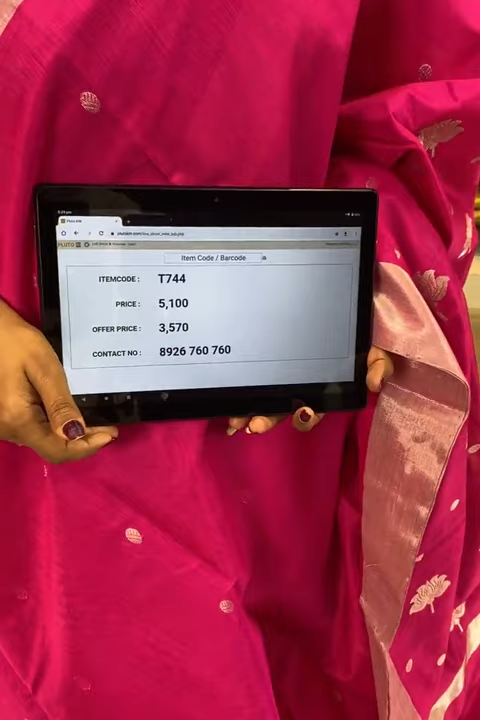 Item Code / Barcode
ITEMCODE : T744
PRICE : 5,100
OFFER PRICE : 3,570
CONTACT NO : 8926 760 760